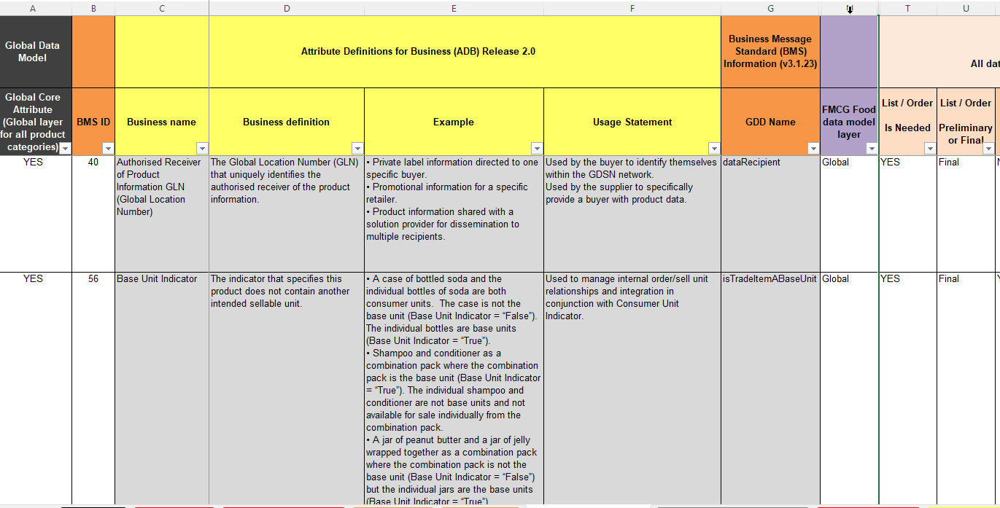 A B C D E F G T U
Global Data
Model
Attribute Definitions for Business (ADB) Release 2.0
Business Message
Standard (BMS)
Information (v3.1.23)
All dat
Global Core
Attribute
(Global layer
for all product
categories)
BMS ID
Business name
Business definition
Example
Usage Statement
GDD Name
FMCG Food
data model
layer
List / Order
Is Needed
List / Order
Preliminary
or Final
YES
40
Authorised Receiver
of Product
Information GLN
(Global Location
Number)
The Global Location Number (GLN)
that uniquely identifies the
authorised receiver of the product
information.
• Private label information directed to one
specific buyer.
• Promotional information for a specific
retailer.
• Product information shared with a
solution provider for dissemination to
multiple recipients.
Used by the buyer to identify themselves
within the GDSN network.
Used by the supplier to specifically
provide a buyer with product data.
dataRecipient
Global
YES
Final
YES
56
Base Unit Indicator
The indicator that specifies this
product does not contain another
intended sellable unit.
• A case of bottled soda and the
individual bottles of soda are both
consumer units.  The case is not the
base unit (Base Unit Indicator = “False”).
The individual bottles are base units
(Base Unit Indicator = “True”).
• Shampoo and conditioner as a
combination pack where the combination
pack is the base unit (Base Unit Indicator
= “True”). The individual shampoo and
conditioner are not base units and not
available for sale individually from the
combination pack.
• A jar of peanut butter and a jar of jelly
wrapped together as a combination pack
where the combination pack is not the
base unit (Base Unit Indicator = “False”)
but the individual jars are the base units
(Base Unit Indicator = “True”)
Used to manage internal order/sell unit
relationships and integration in
conjunction with Consumer Unit
Indicator.
isTradeItemABaseUnit
Global
YES
Final